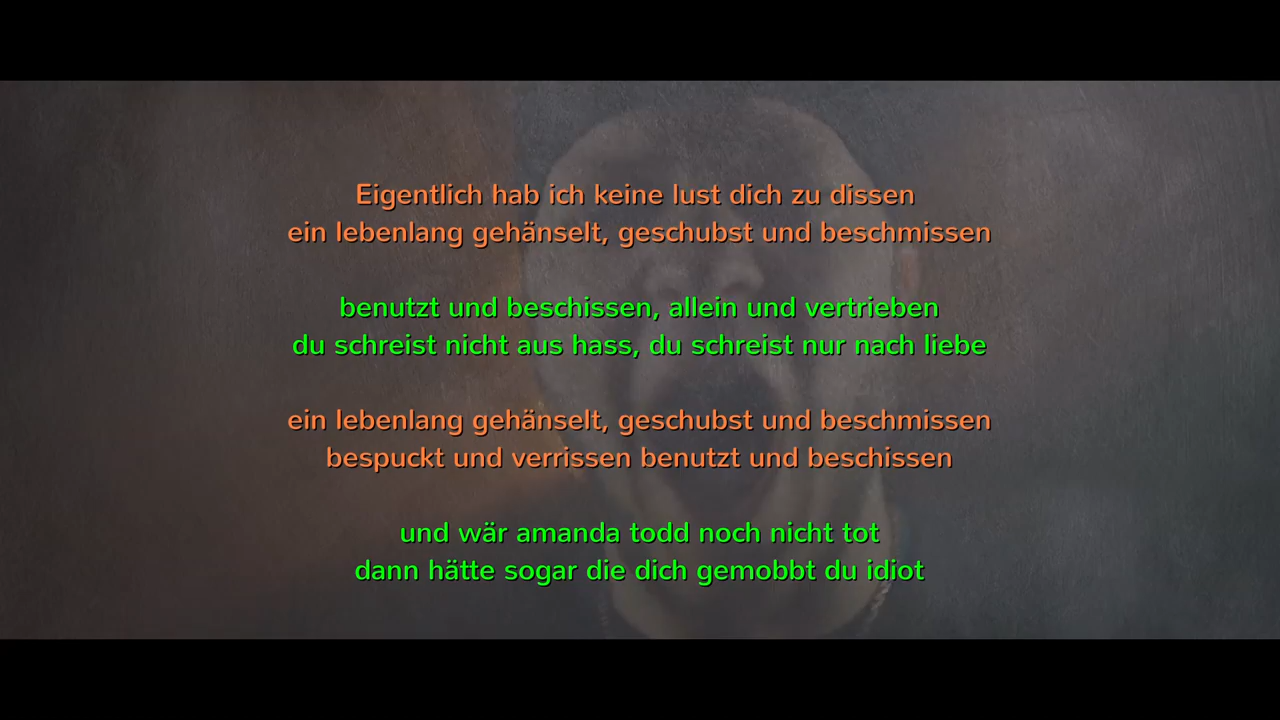 Eigentlich hab ich keine lust dich zu dissen
ein lebenlang gehänselt, geschubst und beschmissen
benutzt und beschissen, allein und vertrieben
du schreist nicht aus hass, du schreist nur nach liebe
ein lebenlang gehänselt, geschubst und beschmissen
bespuckt und verrissen benutzt und beschissen
und wär amanda todd noch nicht tot
dann hätte sogar die dich gemobbt du idiot